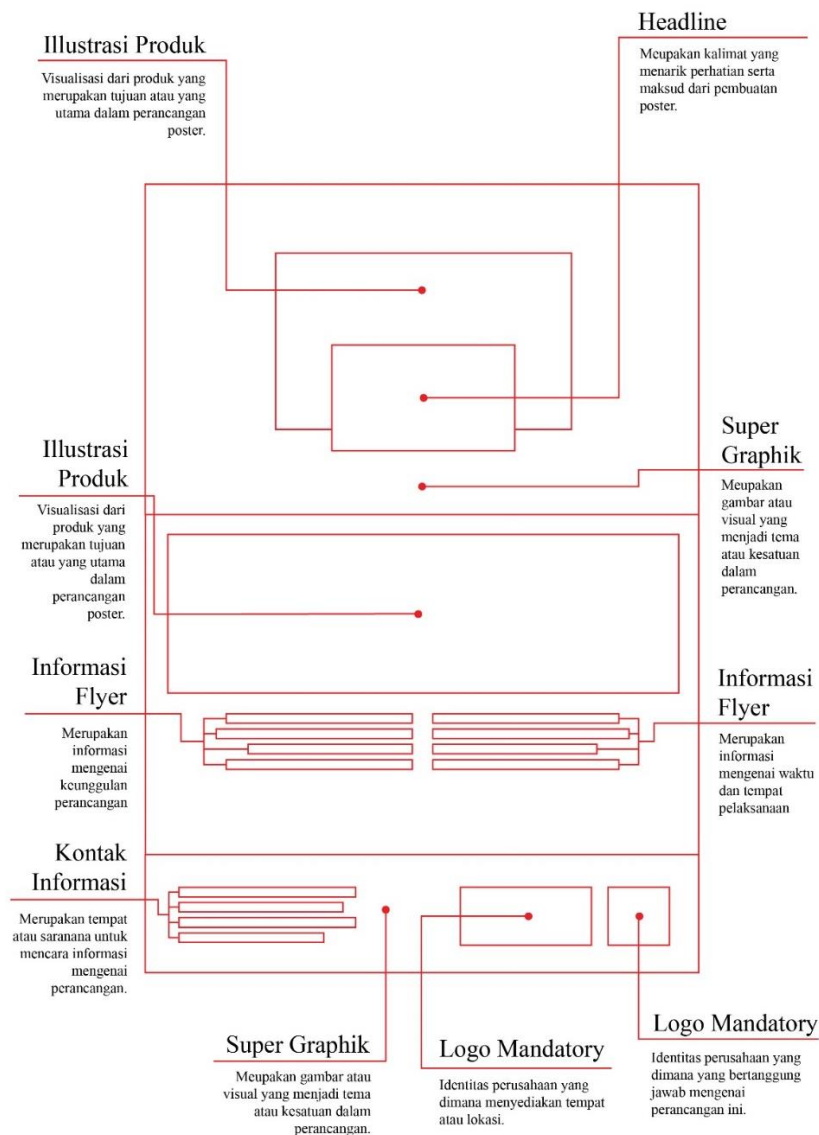 Illustrasi Produk
Visualisasi dari produk yang
merupakan tujuan atau yang
utama dalam perancangan
poster.
Headline
Meupakan kalimat yang
menarik perhatian serta
maksud dari pembuatan
poster.
Illustrasi
Produk
Visualisasi dari
produk yang
merupakan tujuan
atau yang utama
dalam
perancangan
poster.
Super
Graphik
Meupakan
gambar atau
visual yang
menjadi tema
atau kesatuan
dalam
perancangan.
Informasi
Flyer
Merupakan
informasi
mengenai
keunggulan
perancangan
Informasi
Flyer
Merupakan
informasi
mengenai waktu
dan tempat
pelaksanaan
Kontak
Informasi
Merupakan tempat
atau saranana untuk
mencara informasi
mengenai
perancangan.
Super Graphik
Meupakan gambar atau
visual yang menjadi tema
atau kesatuan dalam
perancangan.
Logo Mandatory
Identitas perusahaan yang
dimana menyediakan tempat
atau lokasi.
Logo Mandatory
Identitas perusahaan yang
dimana yang bertanggung
jawab mengenai
perancangan ini.